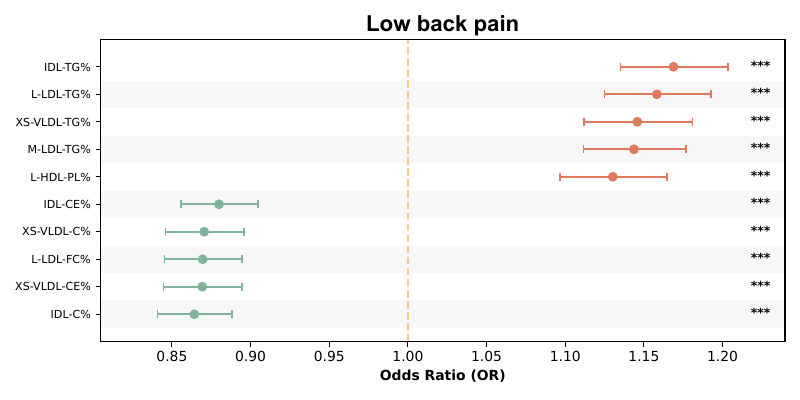 Low back pain
IDL-TG% ***
L-LDL-TG% ***
XS-VLDL-TG% ***
M-LDL-TG% ***
L-HDL-PL% ***
IDL-CE% ***
XS-VLDL-C% ***
L-LDL-FC% ***
XS-VLDL-CE% ***
IDL-C% ***
0.85 0.90 0.95 1.00 1.05 1.10 1.15 1.20
Odds Ratio (OR)